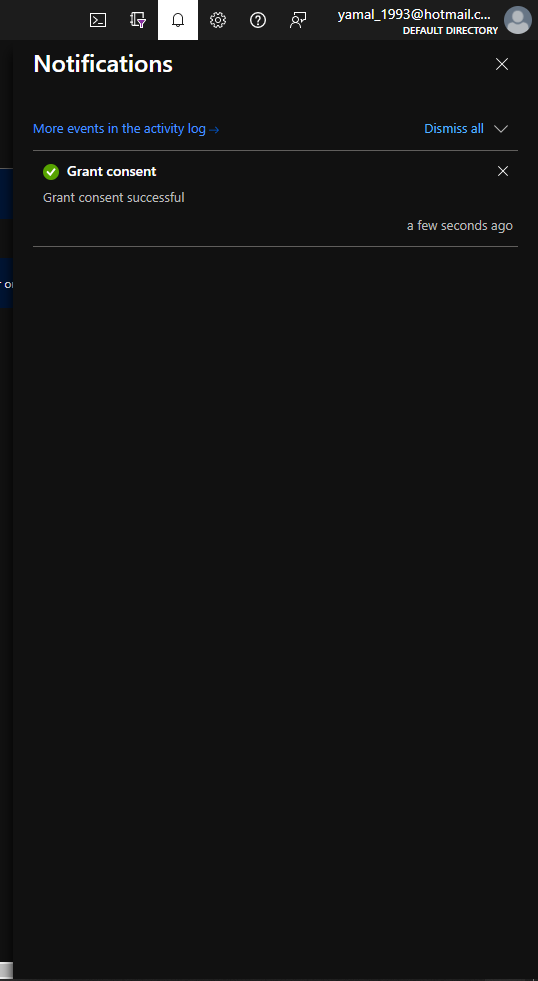 yamal_1993@hotmail.c...
DEFAULT DIRECTORY
Notifications
More events in the activity log →
Dismiss all
Grant consent
Grant consent successful
a few seconds ago